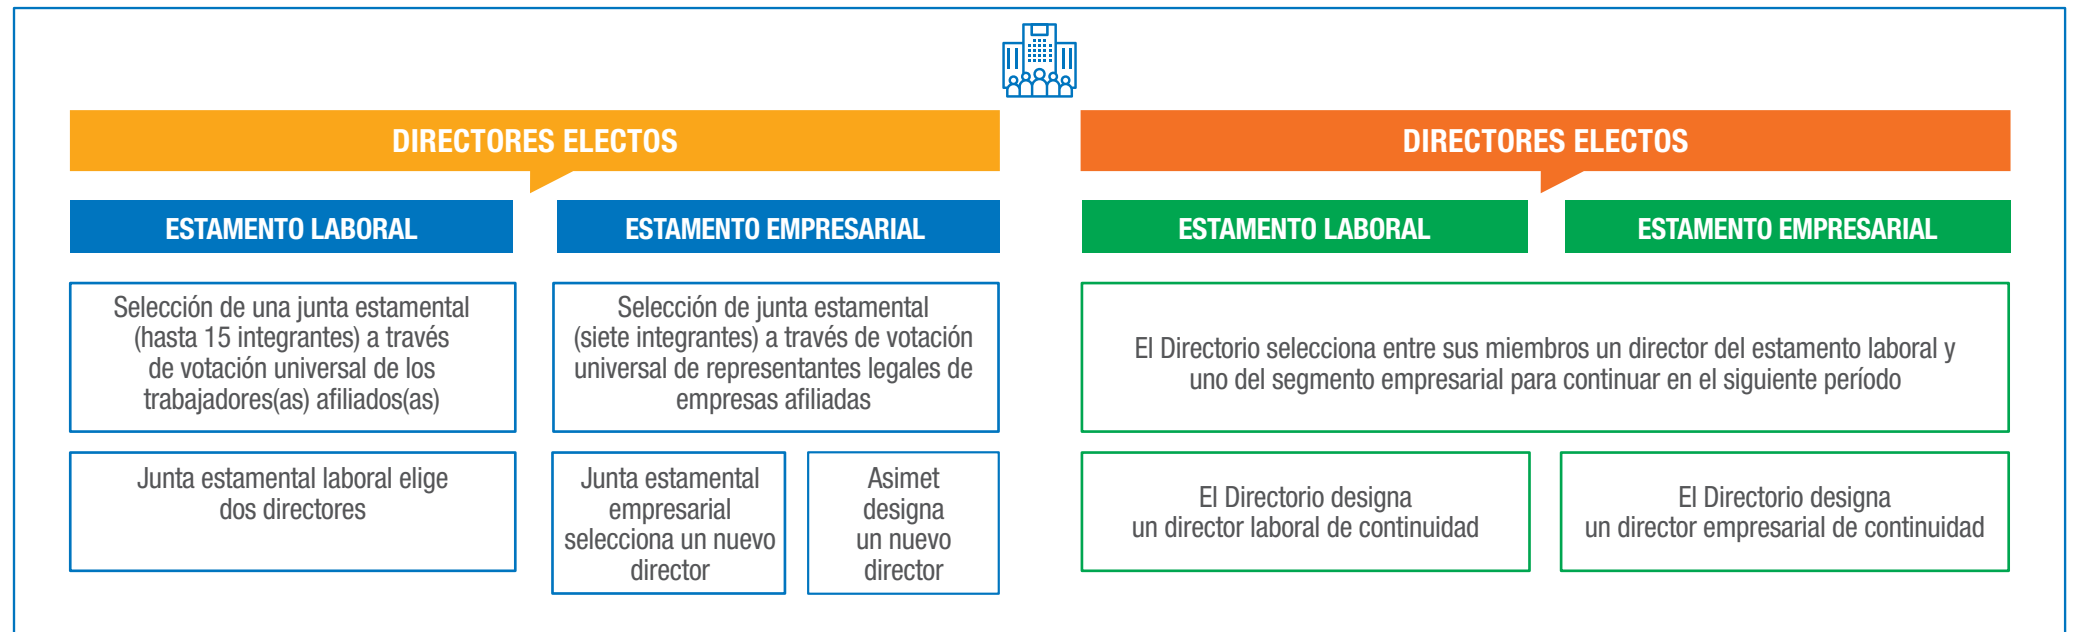 DIRECTORES ELECTOS
ESTAMENTO LABORAL
ESTAMENTO EMPRESARIAL
Selección de una junta estamental
(hasta 15 integrantes) a través
de votación universal de los
trabajadores(as) afiliados(as)
Selección de junta estamental
(siete integrantes) a través de votación
universal de representantes legales de
empresas afiliadas
Junta estamental laboral elige
dos directores
Junta estamental
empresarial
selecciona un nuevo
director
Asimet
designa
un nuevo
director
DIRECTORES ELECTOS
ESTAMENTO LABORAL
ESTAMENTO EMPRESARIAL
El Directorio selecciona entre sus miembros un director del estamento laboral y
uno del segmento empresarial para continuar en el siguiente período
El Directorio designa
un director laboral de continuidad
El Directorio designa
un director empresarial de continuidad